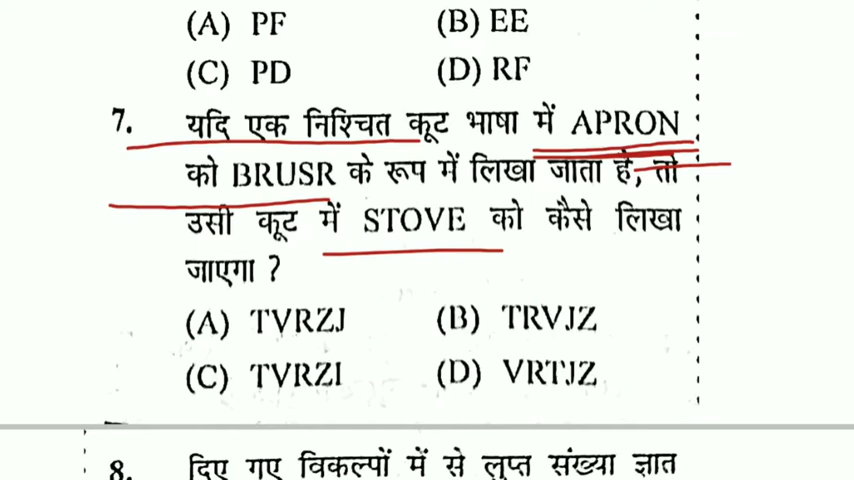 (A) PF (B) EE
(C) PD (D) RF
7. यदि एक निश्चित कूट भाषा में APRON
को BRUSR के रूप में लिखा जाता है, तो
उसी कूट में STOVE को कैसे लिखा
जाएगा ?
(A) TVRZJ (B) TRVJZ
(C) TVRZI (D) VRTJZ
8. दिए गए विकल्पों में से लुप्त संख्या ज्ञात